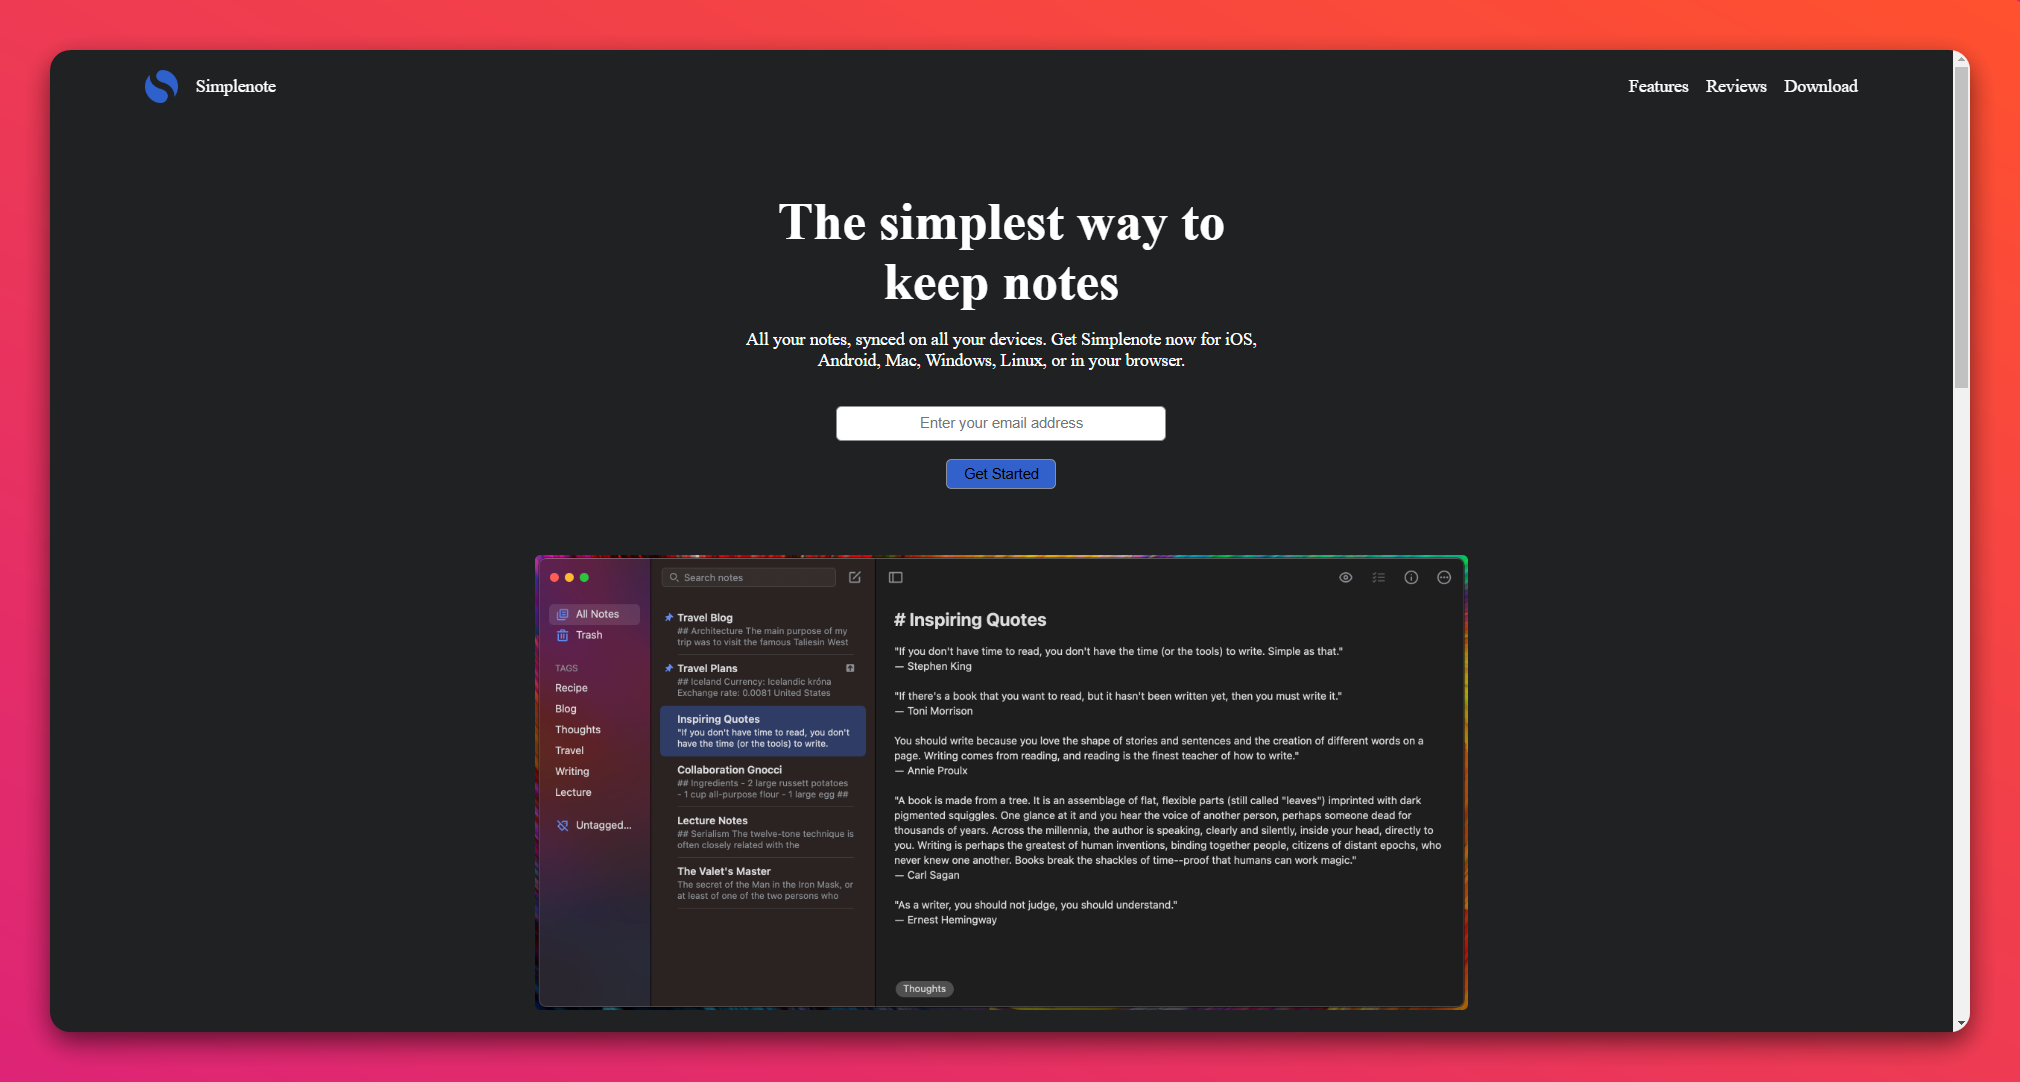 Simplenote
Features Reviews Download
The simplest way to
keep notes
All your notes, synced on all your devices. Get Simplenote now for iOS,
Android, Mac, Windows, Linux, or in your browser.
Enter your email address
Get Started
All Notes
Trash
TAGS
Recipe
Blog
Thoughts
Travel
Writing
Lecture
Untagged...
Search notes
Travel Blog
## Architecture The main purpose of my
trip was to visit the famous Taliesin West
Travel Plans
## Iceland Currency: Icelandic króna
Exchange rate: 0.0081 United States
Inspiring Quotes
"If you don't have time to read, you don't
have the time (or the tools) to write.
Collaboration Gnocci
## Ingredients - 2 large russett potatoes
- 1 cup all-purpose flour - 1 large egg ##
Lecture Notes
## Serialism The twelve-tone technique is
often closely related with the
The Valet's Master
The secret of the Man in the Iron Mask, or
at least of one of the two persons who
# Inspiring Quotes
"If you don't have time to read, you don't have the time (or the tools) to write. Simple as that."
— Stephen King
"If there's a book that you want to read, but it hasn't been written yet, then you must write it."
— Toni Morrison
You should write because you love the shape of stories and sentences and the creation of different words on a
page. Writing comes from reading, and reading is the finest teacher of how to write."
— Annie Proulx
"A book is made from a tree. It is an assemblage of flat, flexible parts (still called "leaves") imprinted with dark
pigmented squiggles. One glance at it and you hear the voice of another person, perhaps someone dead for
thousands of years. Across the millennia, the author is speaking, clearly and silently, inside your head, directly to
you. Writing is perhaps the greatest of human inventions, binding together people, citizens of distant epochs, who
never knew one another. Books break the shackles of time--proof that humans can work magic."
— Carl Sagan
"As a writer, you should not judge, you should understand."
— Ernest Hemingway
Thoughts